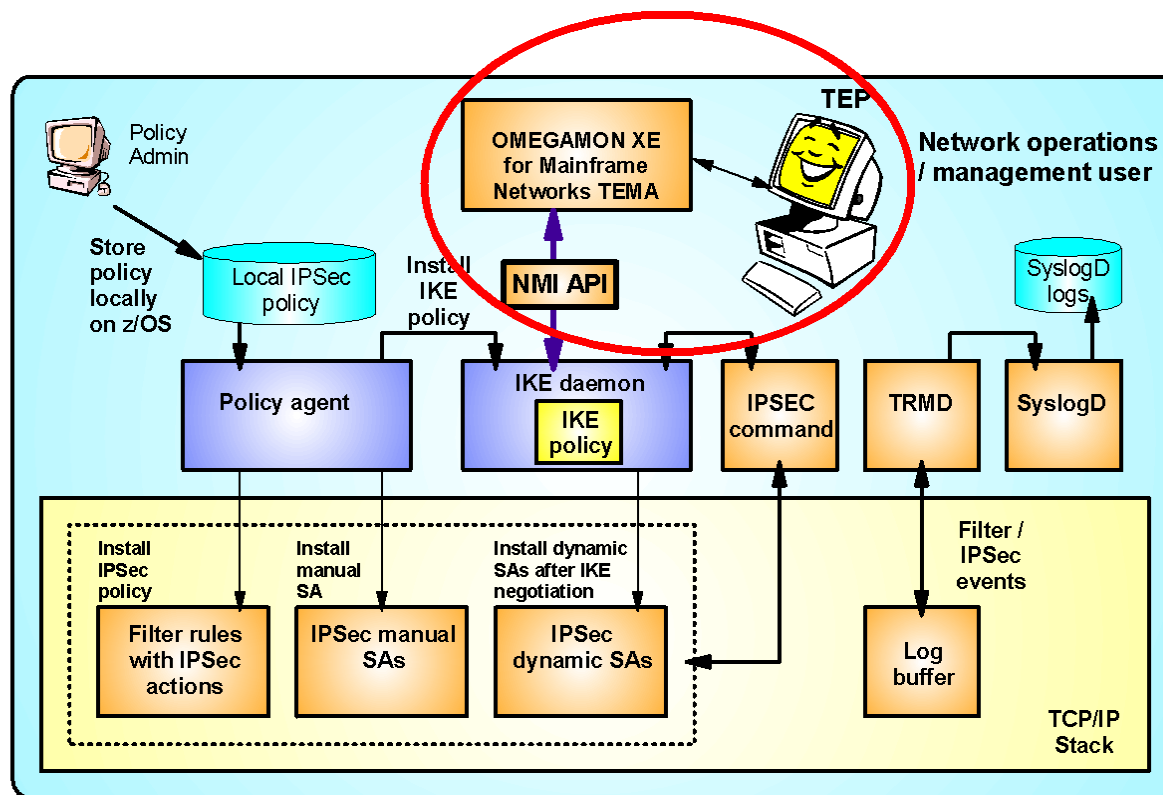 TEP
Policy
Admin
OMEGAMON XE
for Mainframe
Networks TEMA
Network operations
/ management user
Store
policy
locally
on z/OS
Local IPSec
policy
Install
IKE
policy
NMI API
SyslogD
logs
Policy agent
IKE daemon
IKE
policy
IPSEC
command
TRMD
SyslogD
Install
IPSec
policy
Install
manual
SA
Install dynamic
SAs after IKE
negotiation
Filter /
IPSec
events
Filter rules
with IPSec
actions
IPSec manual
SAs
IPSec
dynamic SAs
Log
buffer
TCP/IP
Stack